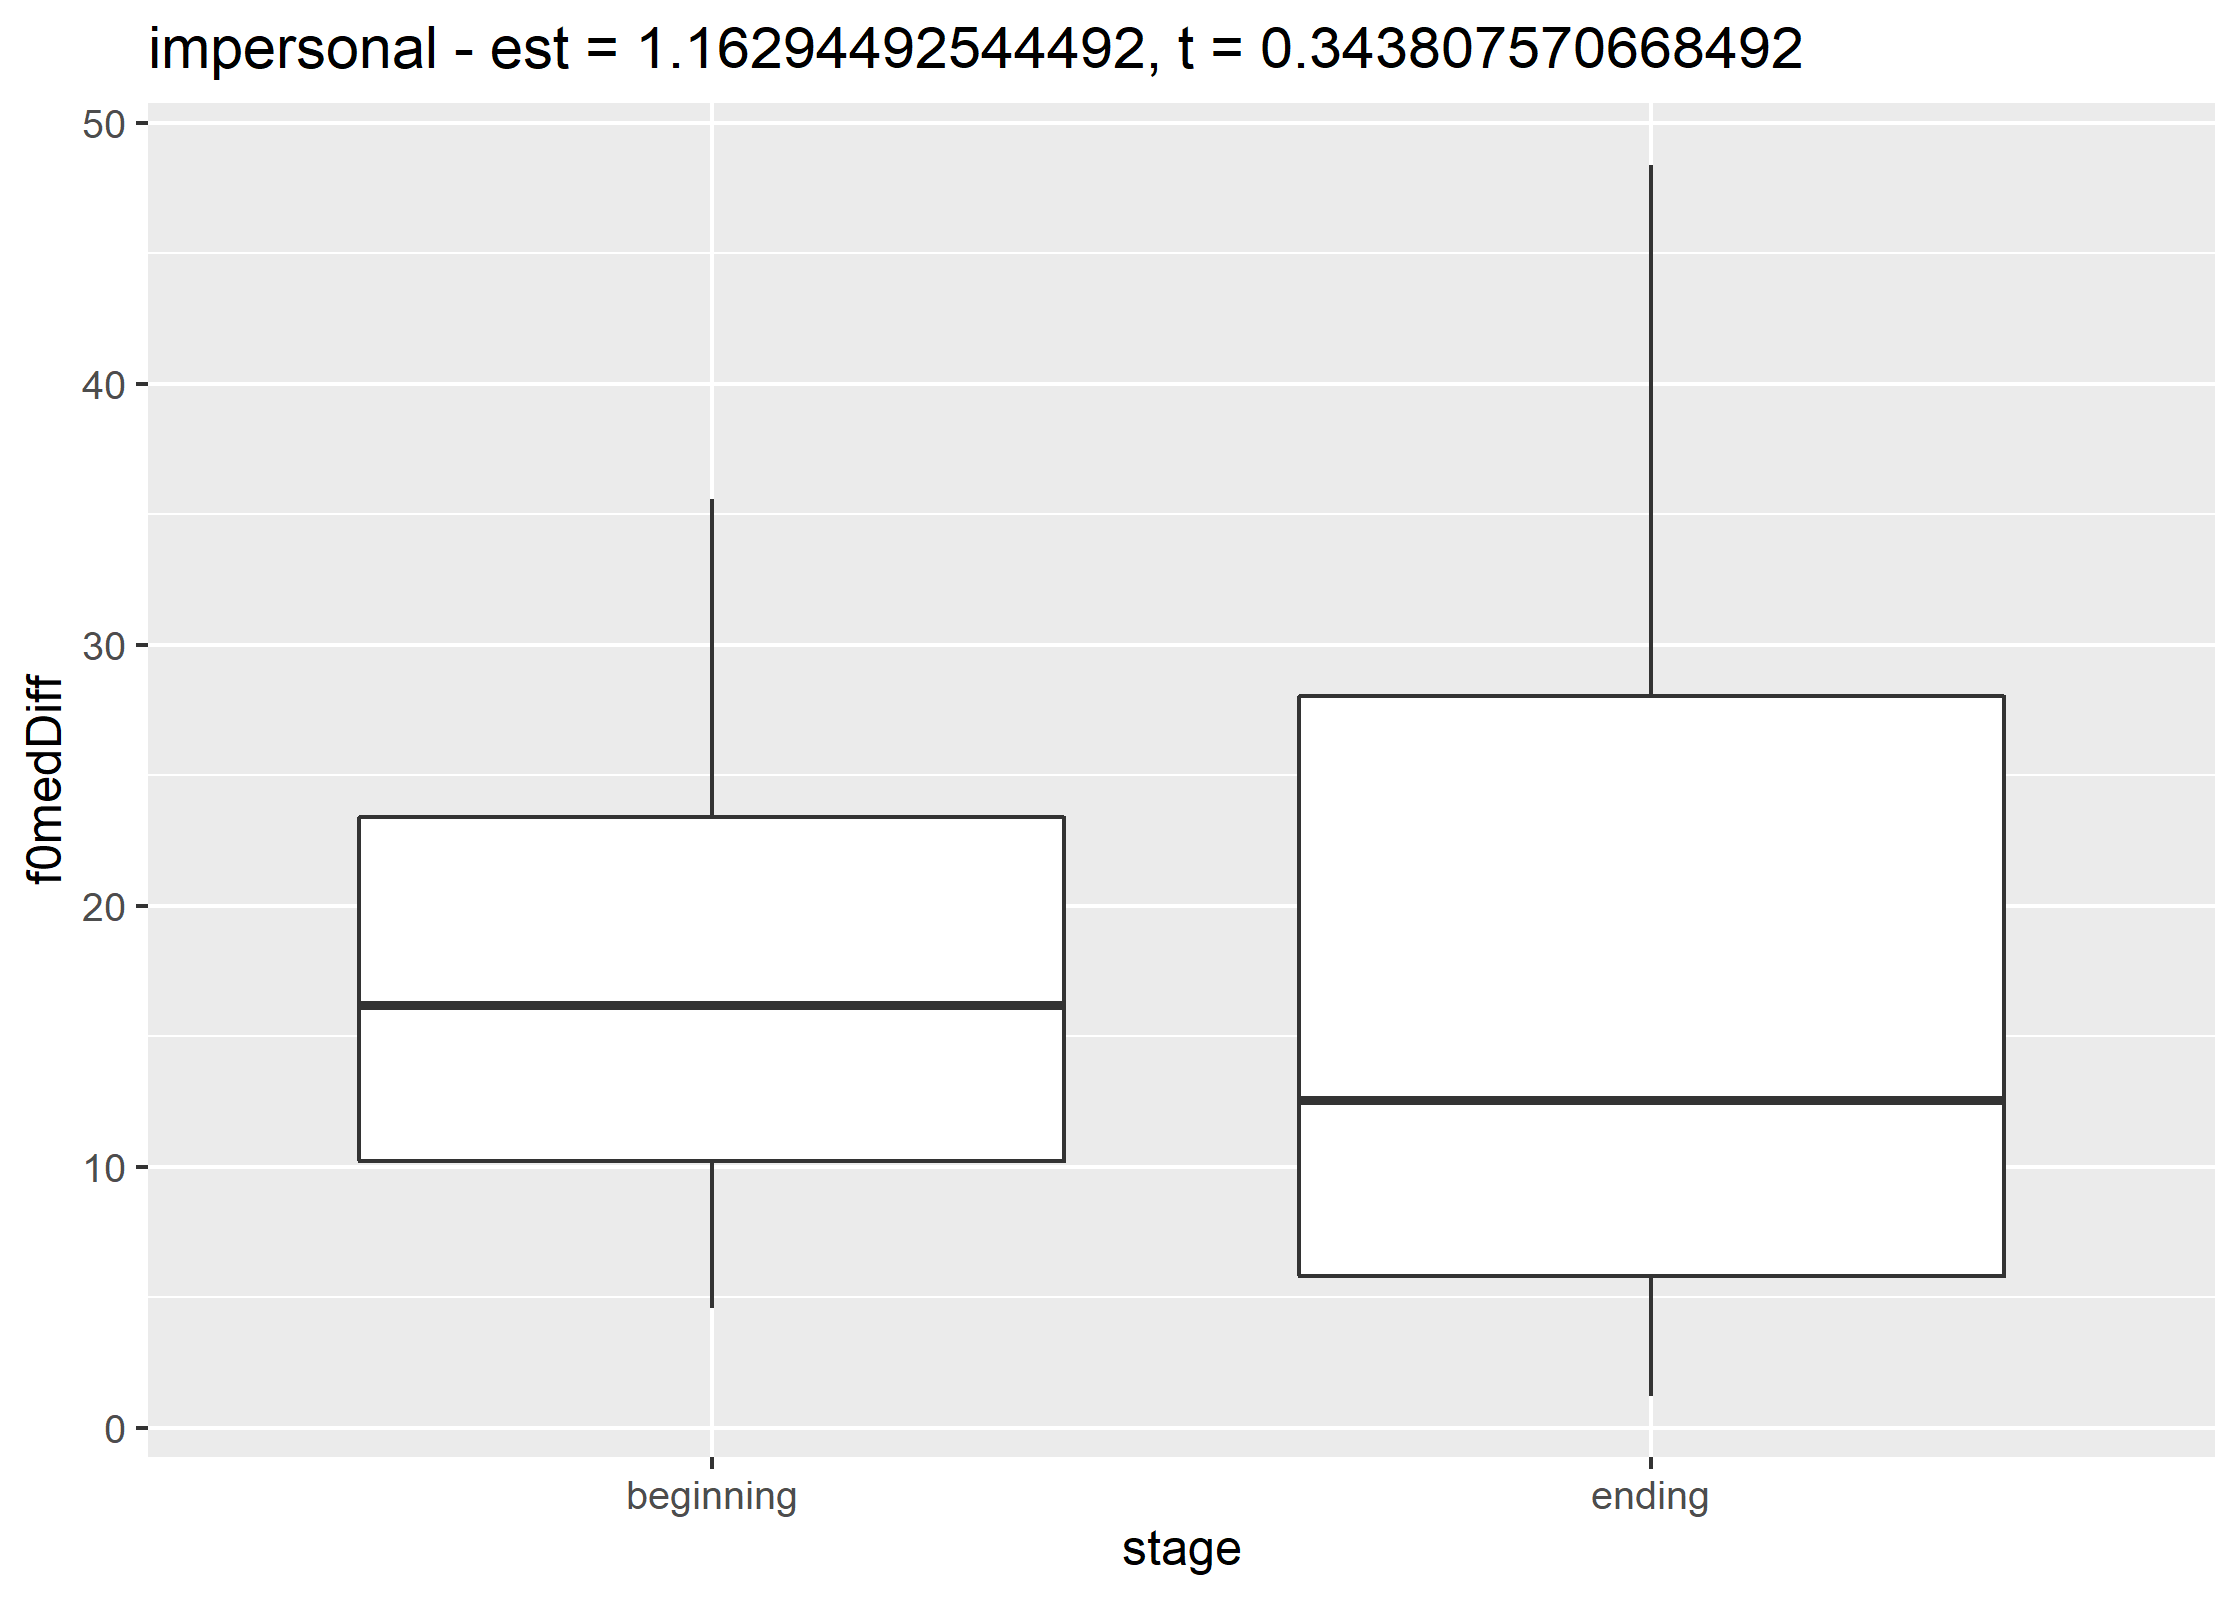 impersonal - est = 1.16294492544492, t = 0.343807570668492
50
40
30
20
10
0
f0medDiff
beginning
ending
stage